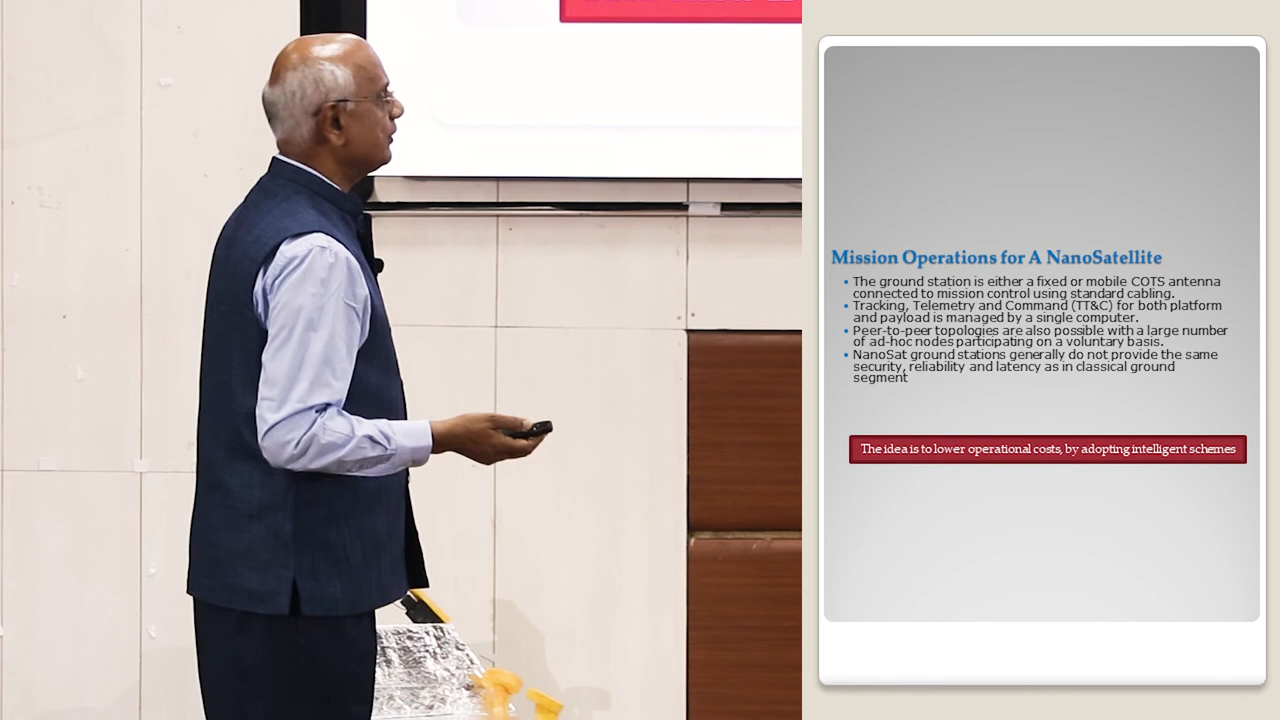 Mission Operations for A NanoSatellite
• The ground station is either a fixed or mobile COTS antenna
connected to mission control using standard cabling.
• Tracking, Telemetry and Command (TT&C) for both platform
and payload is managed by a single computer.
• Peer-to-peer topologies are also possible with a large number
of ad-hoc nodes participating on a voluntary basis.
• NanoSat ground stations generally do not provide the same
security, reliability and latency as in classical ground
segment
The idea is to lower operational costs, by adopting intelligent schemes